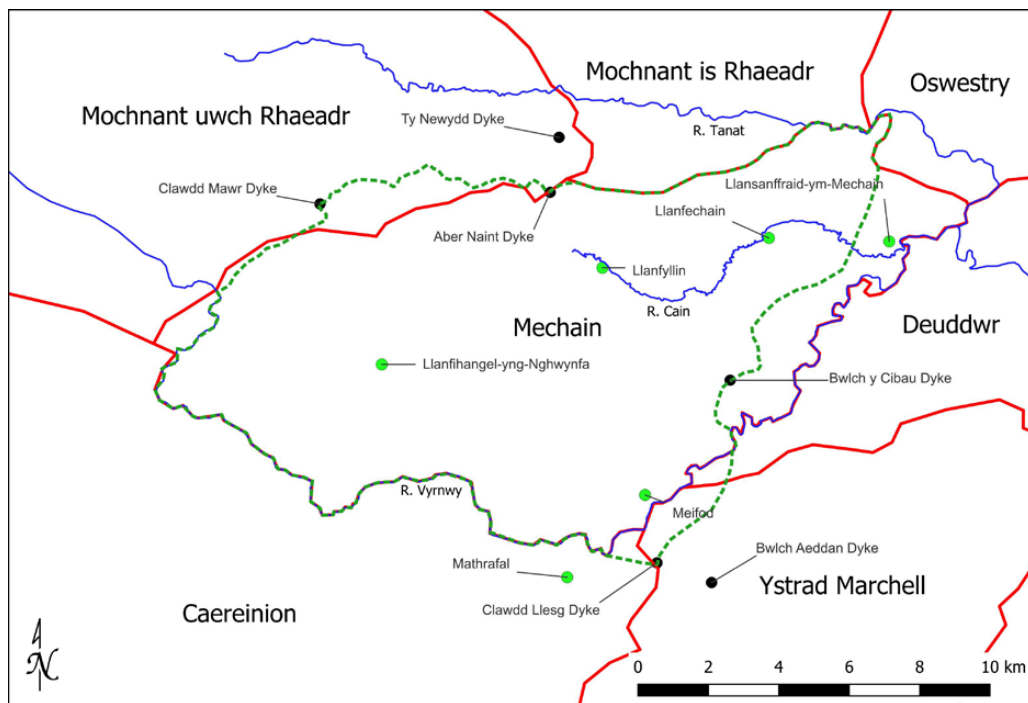 Mochnant is Rhaeadr
Oswestry
Mochnant uwch Rhaeadr
Ty Newydd Dyke
R. Tanat
Clawdd Mawr Dyke
Llansanffraid-ym-Mechain
Llanfechain
Aber Naint Dyke
Llanfyllin
R. Cain
Mechain
Deuddwr
Llanfihangel-yng-Nghwynfa
Bwlch y Cibau Dyke
R. Vyrnwy
Meifod
Mathrafal
Bwlch Aeddan Dyke
Ystrad Marchell
Clawdd Llesg Dyke
Caereinion
N
0 2 4 6 8 10 km